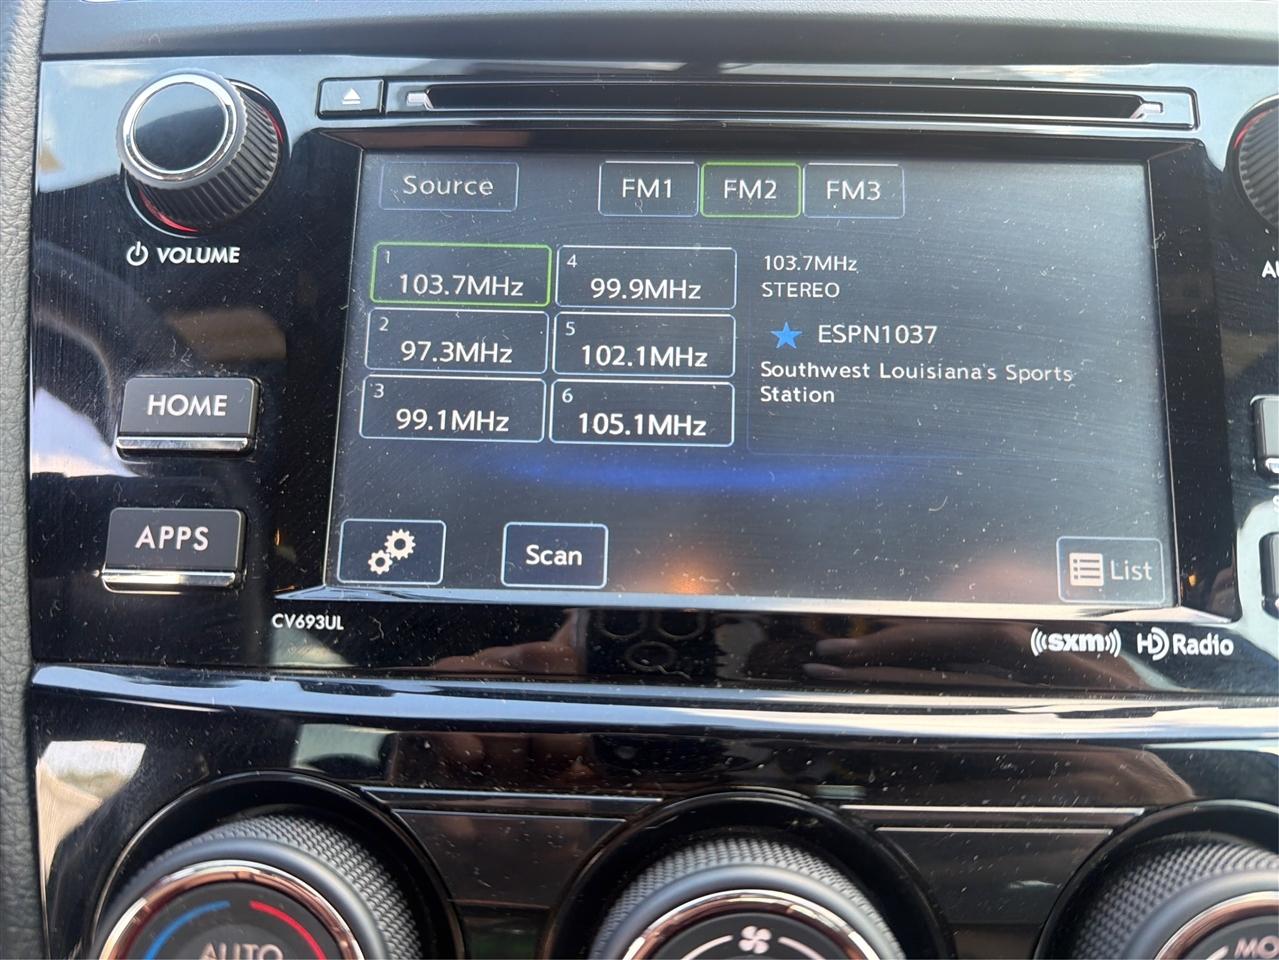 VOLUME
HOME
APPS
Source
FM1 FM2 FM3
1 103.7MHz
4 99.9MHz
2 97.3MHz
5 102.1MHz
3 99.1MHz
6 105.1MHz
103.7MHz
STEREO
ESPN1037
Southwest Louisiana's Sports
Station
Scan
List
CV693UL
sxm HD Radio
AUTO